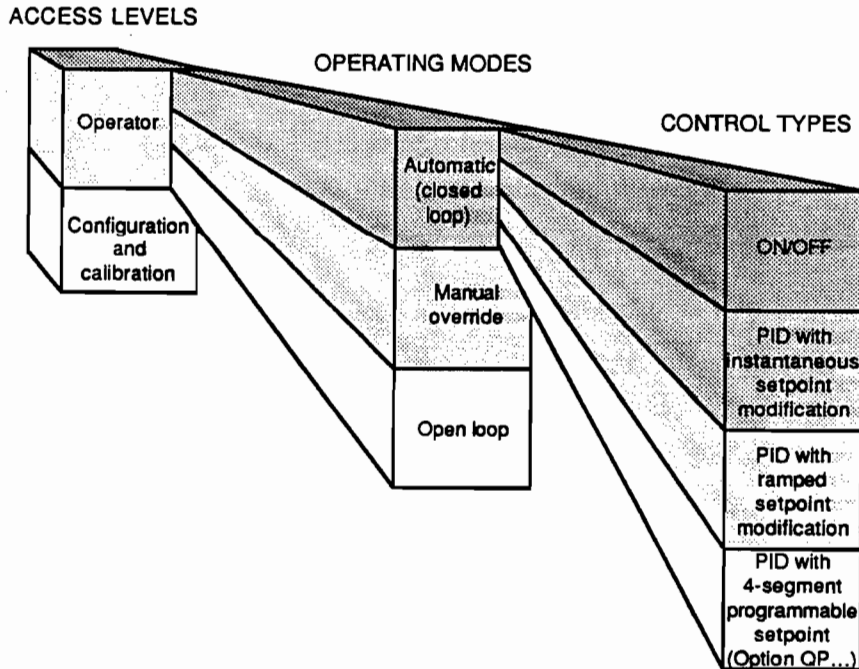 ACCESS LEVELS
OPERATING MODES
CONTROL TYPES
Operator
Configuration
and
calibration
Automatic
(closed
loop)
Manual
override
Open loop
ON/OFF
PID with
instantaneous
setpoint
modification
PID with
ramped
setpoint
modification
PID with
4-segment
programmable
setpoint
(Option QP...)